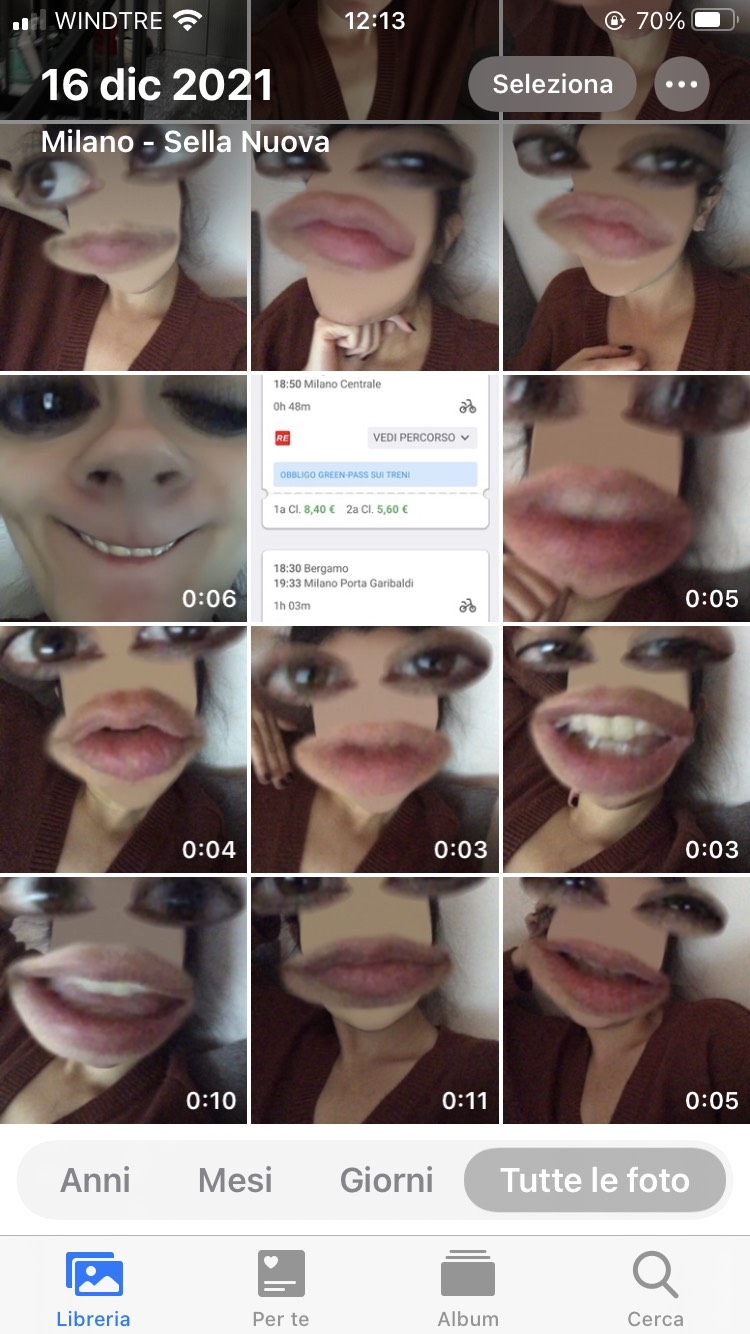 WINDTRE 12:13 70%
16 dic 2021
Seleziona
Milano - Sella Nuova
0:06
18:50 Milano Centrale
0h 48m
RE VEDI PERCORSO
OBBLIGO GREEN-PASS SUI TRENI
1a Cl. 8,40 € 2a Cl. 5,60 €
18:30 Bergamo
19:33 Milano Porta Garibaldi
1h 03m
0:05
0:04
0:03
0:03
0:10
0:11
0:05
Anni Mesi Giorni Tutte le foto
Libreria Per te Album Cerca